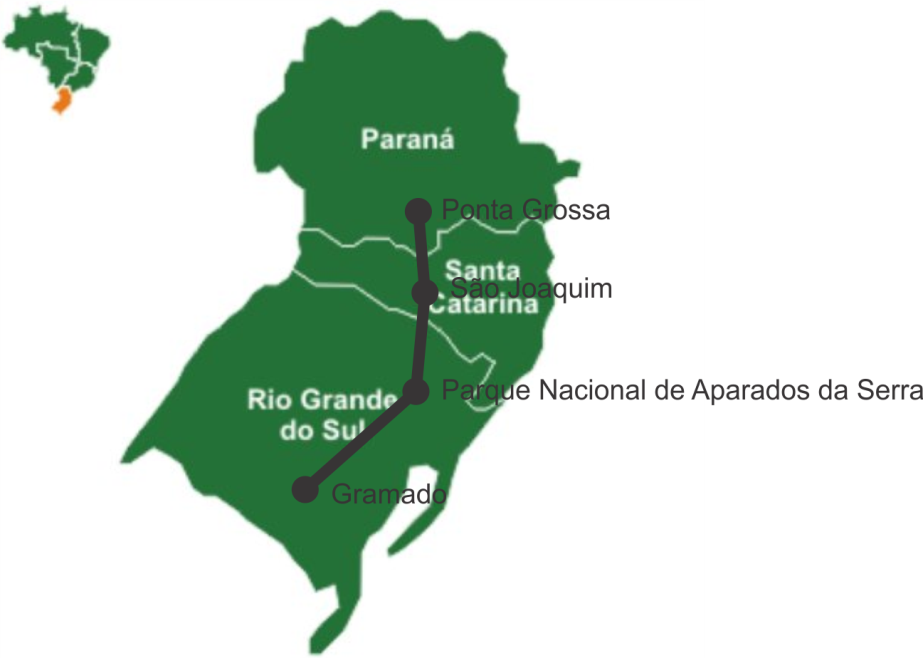 Paraná
Ponta Grossa
Santa
Catarina
São Joaquim
Parque Nacional de Aparados da Serra
Rio Grande
do Sul
Gramado